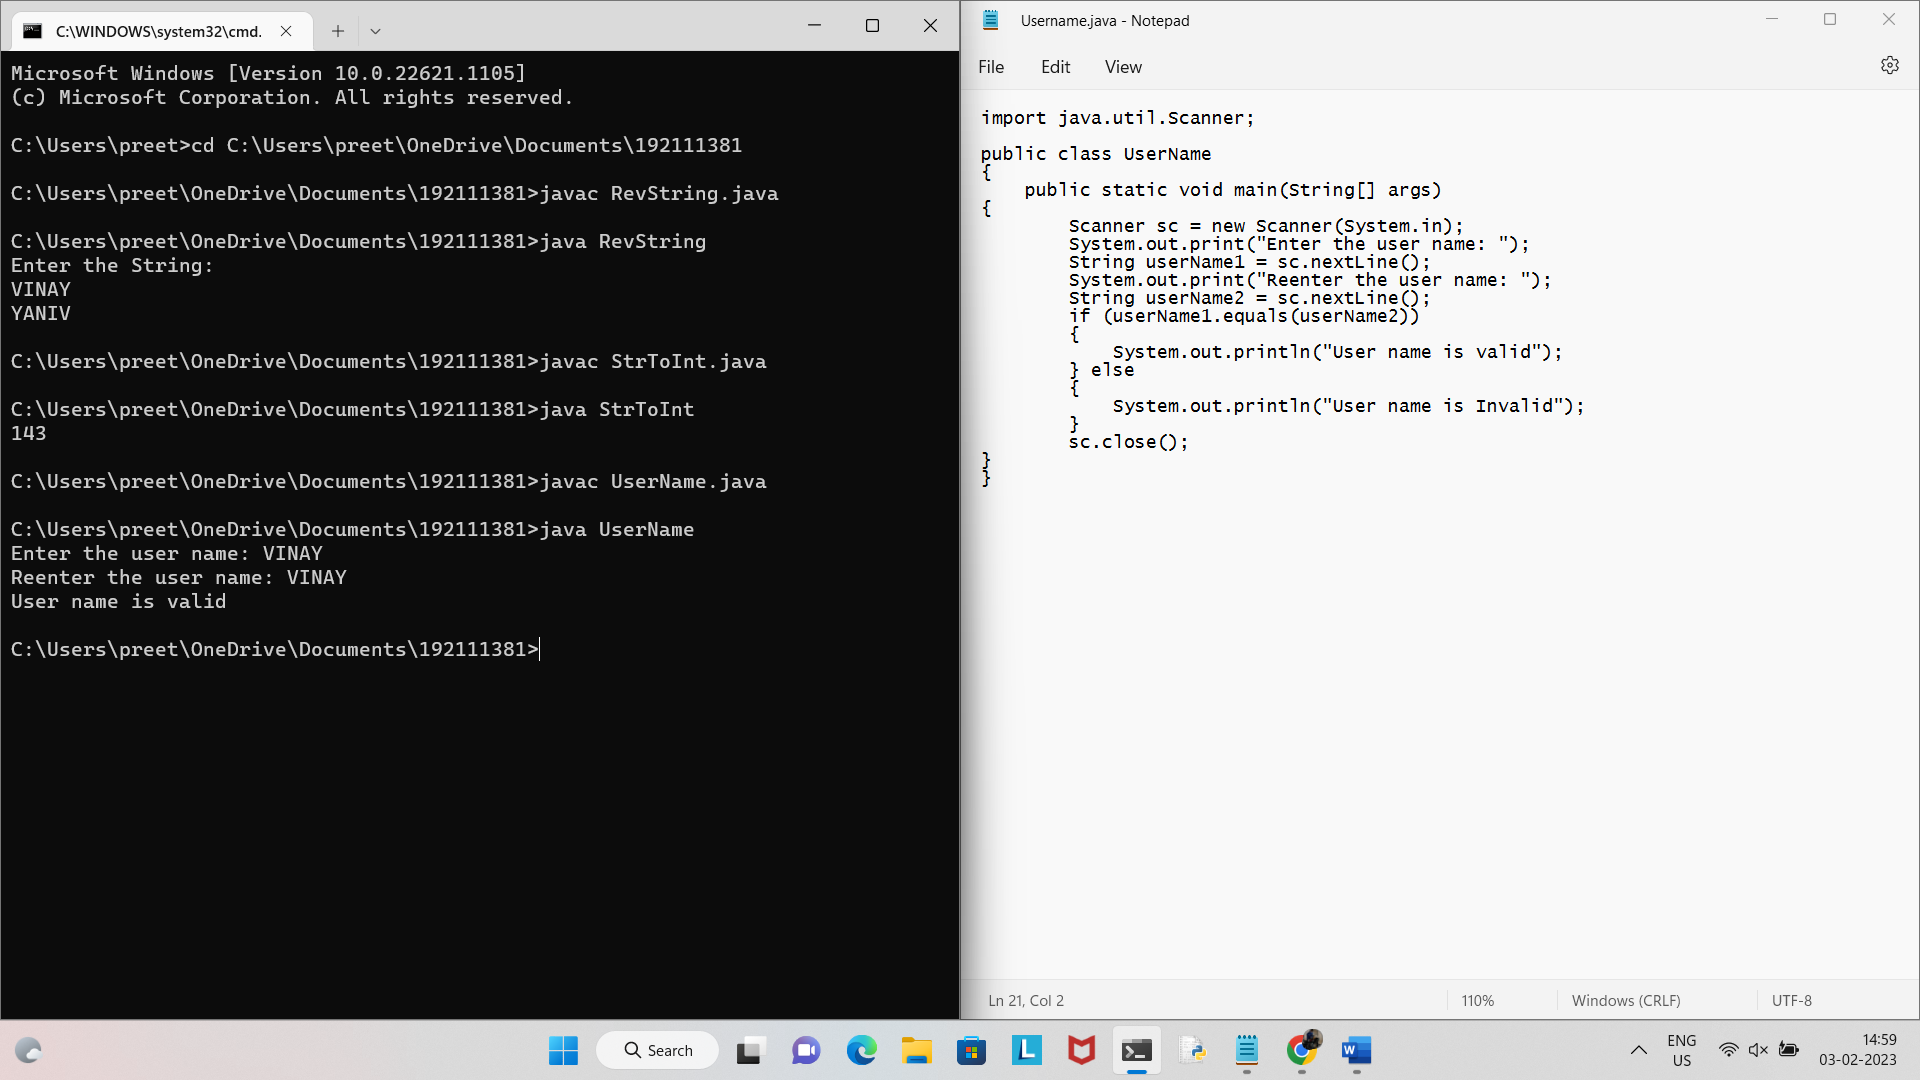 C:\WINDOWS\system32\cmd.
Microsoft Windows [Version 10.0.22621.1105]
(c) Microsoft Corporation. All rights reserved.
C:\Users\preet>cd C:\Users\preet\OneDrive\Documents\192111381
C:\Users\preet\OneDrive\Documents\192111381>javac RevString.java
C:\Users\preet\OneDrive\Documents\192111381>java RevString
Enter the String:
VINAY
YANIV
C:\Users\preet\OneDrive\Documents\192111381>javac StrToInt.java
C:\Users\preet\OneDrive\Documents\192111381>java StrToInt
143
C:\Users\preet\OneDrive\Documents\192111381>javac UserName.java
C:\Users\preet\OneDrive\Documents\192111381>java UserName
Enter the user name: VINAY
Reenter the user name: VINAY
User name is valid
C:\Users\preet\OneDrive\Documents\192111381>
Username.java - Notepad
File Edit View
import java.util.Scanner;
public class UserName
{
    public static void main(String[] args)
{
        Scanner sc = new Scanner(System.in);
        System.out.print("Enter the user name: ");
        String userName1 = sc.nextLine();
        System.out.print("Reenter the user name: ");
        String userName2 = sc.nextLine();
        if (userName1.equals(userName2))
        {
            System.out.println("User name is valid");
        } else
        {
            System.out.println("User name is Invalid");
        }
        sc.close();
}
}
Ln 21, Col 2 110% Windows (CRLF) UTF-8
Search
L
W
ENG
US
14:59
03-02-2023